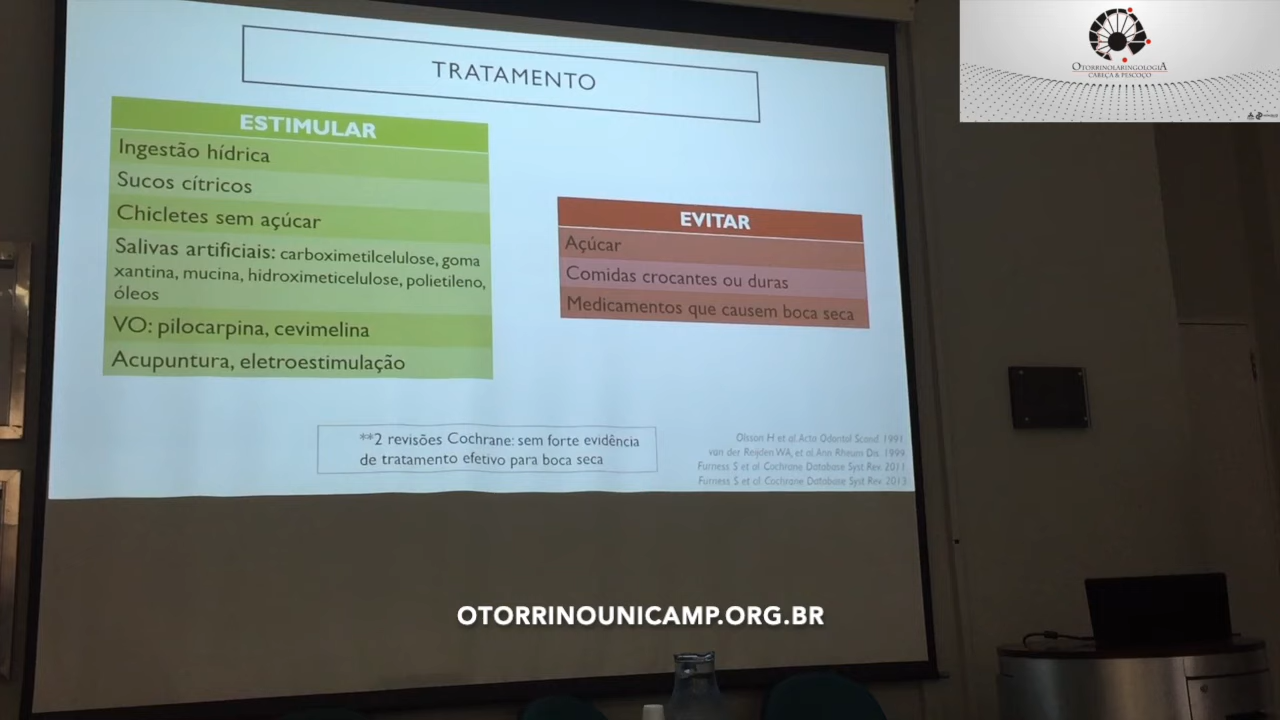 TRATAMENTO
ESTIMULAR
Ingestão hídrica
Sucos cítricos
Chicletes sem açúcar
Salivas artificiais: carboximetilcelulose, goma
xantina, mucina, hidroximeticelulose, polietileno,
óleos
VO: pilocarpina, cevimelina
Acupuntura, eletroestimulação
EVITAR
Açúcar
Comidas crocantes ou duras
Medicamentos que causem boca seca
**2 revisões Cochrane: sem forte evidência
de tratamento efetivo para boca seca
Olsson H et al Acta Odontol Scand. 1991
van der Reijden WA, et al Ann Rheum Dis. 1999
Furness S et al. Cochrane Database Syst Rev. 2011
Furness S et al. Cochrane Database Syst Rev. 2013
OTORRINOLARINGOLOGIA
CABEÇA & PESCOÇO
OTORRINOUNICAMP.ORG.BR